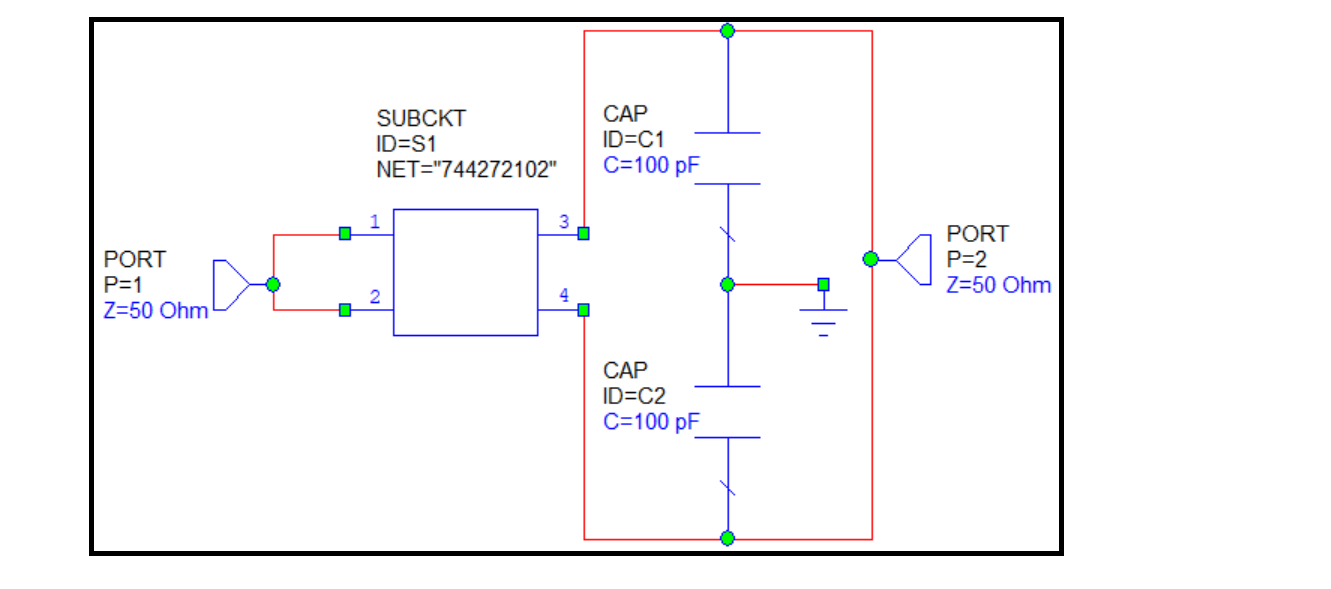 SUBCKT
ID=S1
NET="744272102"
CAP
ID=C1
C=100 pF
1
3
2
4
PORT
P=1
Z=50 Ohm
PORT
P=2
Z=50 Ohm
CAP
ID=C2
C=100 pF